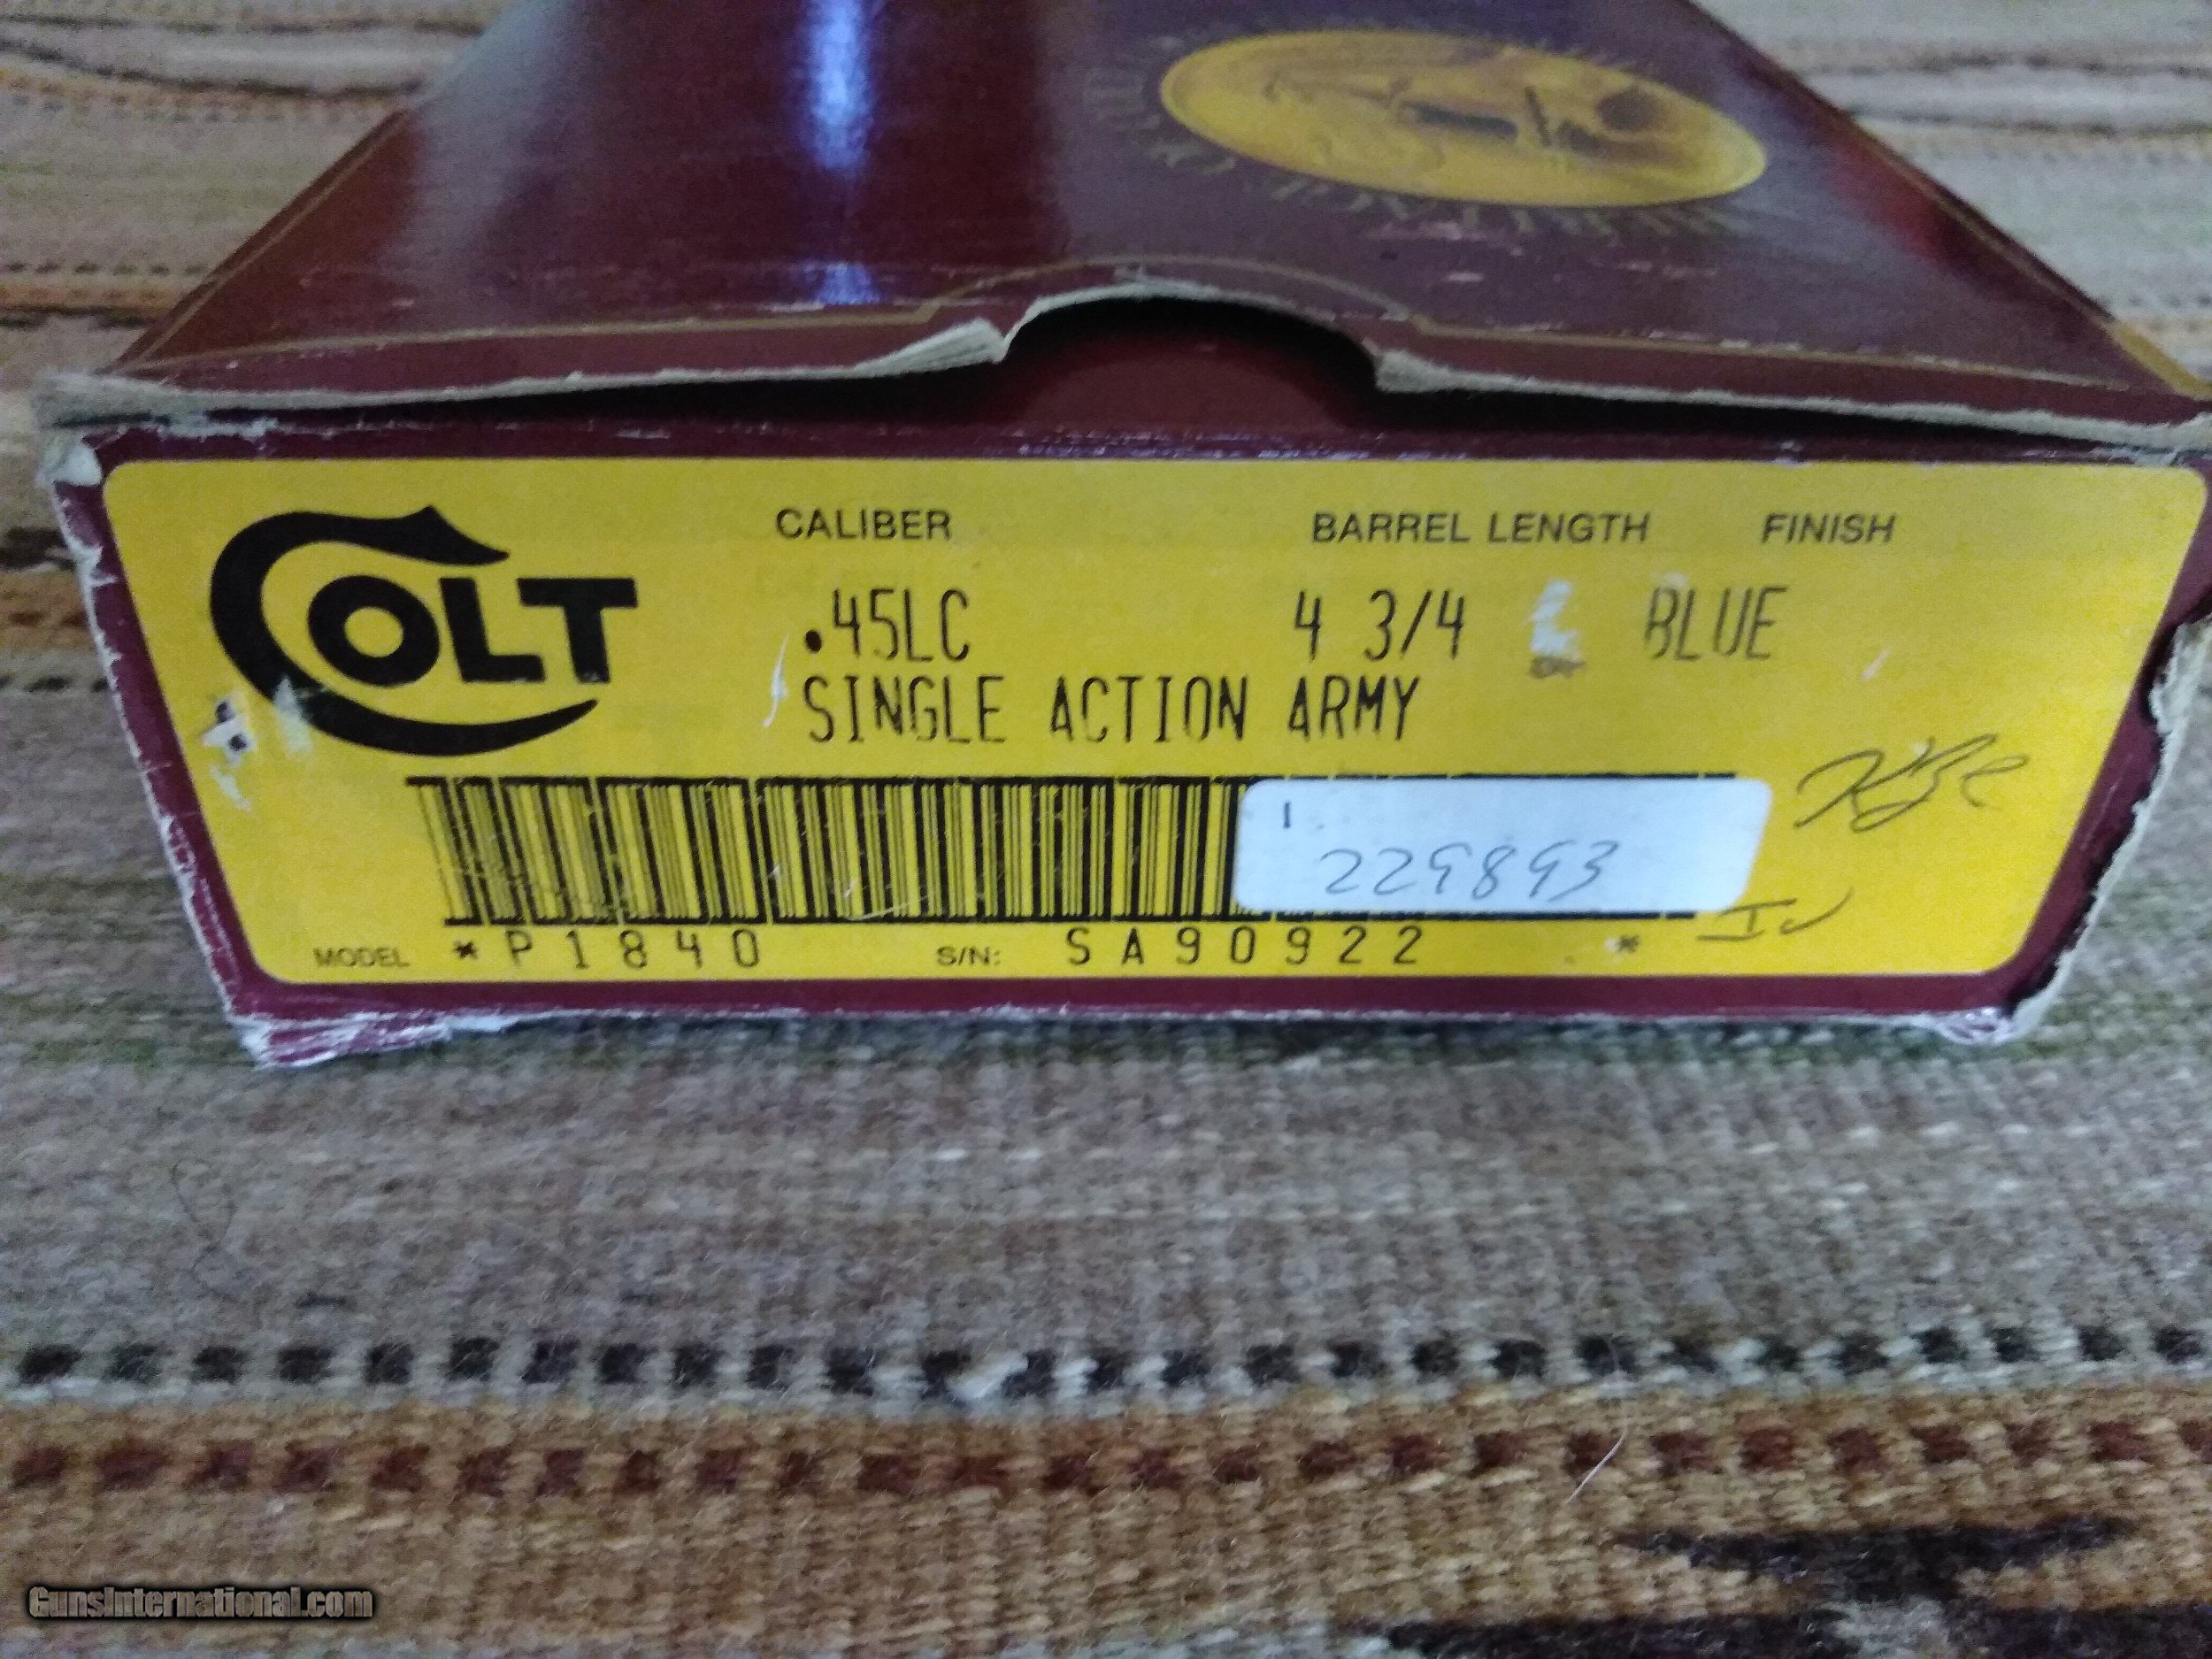 COLT
CALIBER BARREL LENGTH FINISH
.45LC 4 3/4 BLUE
SINGLE ACTION ARMY
229893
MODEL *P1840 S/N: SA90922 *
GunsInternational.com